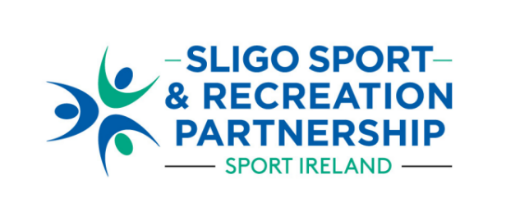 SLIGO SPORT
& RECREATION
PARTNERSHIP
SPORT IRELAND